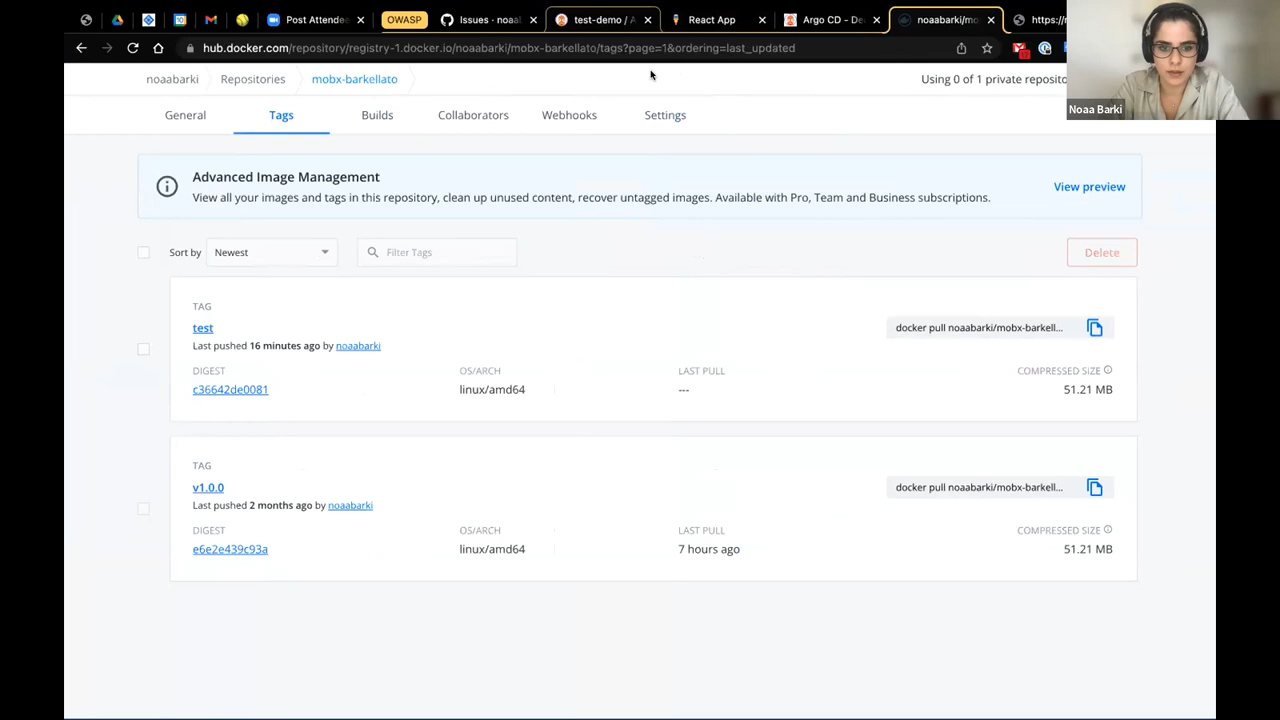 Post Attende
OWASP
Issues · noaal
test-demo / A
React App
Argo CD - De
noaabarki/mo
https://r
hub.docker.com/repository/registry-1.docker.io/noaabarki/mobx-barkellato/tags?page=1&ordering=last_updated
Noaa Barki
noaabarki
Repositories
mobx-barkellato
Using 0 of 1 private reposito
General
Tags
Builds
Collaborators
Webhooks
Settings
Advanced Image Management
View all your images and tags in this repository, clean up unused content, recover untagged images. Available with Pro, Team and Business subscriptions.
View preview
Sort by
Newest
Filter Tags
Delete
TAG
test
docker pull noaabarki/mobx-barkell...
Last pushed 16 minutes ago by noaabarki
DIGEST
OS/ARCH
LAST PULL
COMPRESSED SIZE
c36642de0081
linux/amd64
---
51.21 MB
TAG
v1.0.0
docker pull noaabarki/mobx-barkell...
Last pushed 2 months ago by noaabarki
DIGEST
OS/ARCH
LAST PULL
COMPRESSED SIZE
e6e2e439c93a
linux/amd64
7 hours ago
51.21 MB